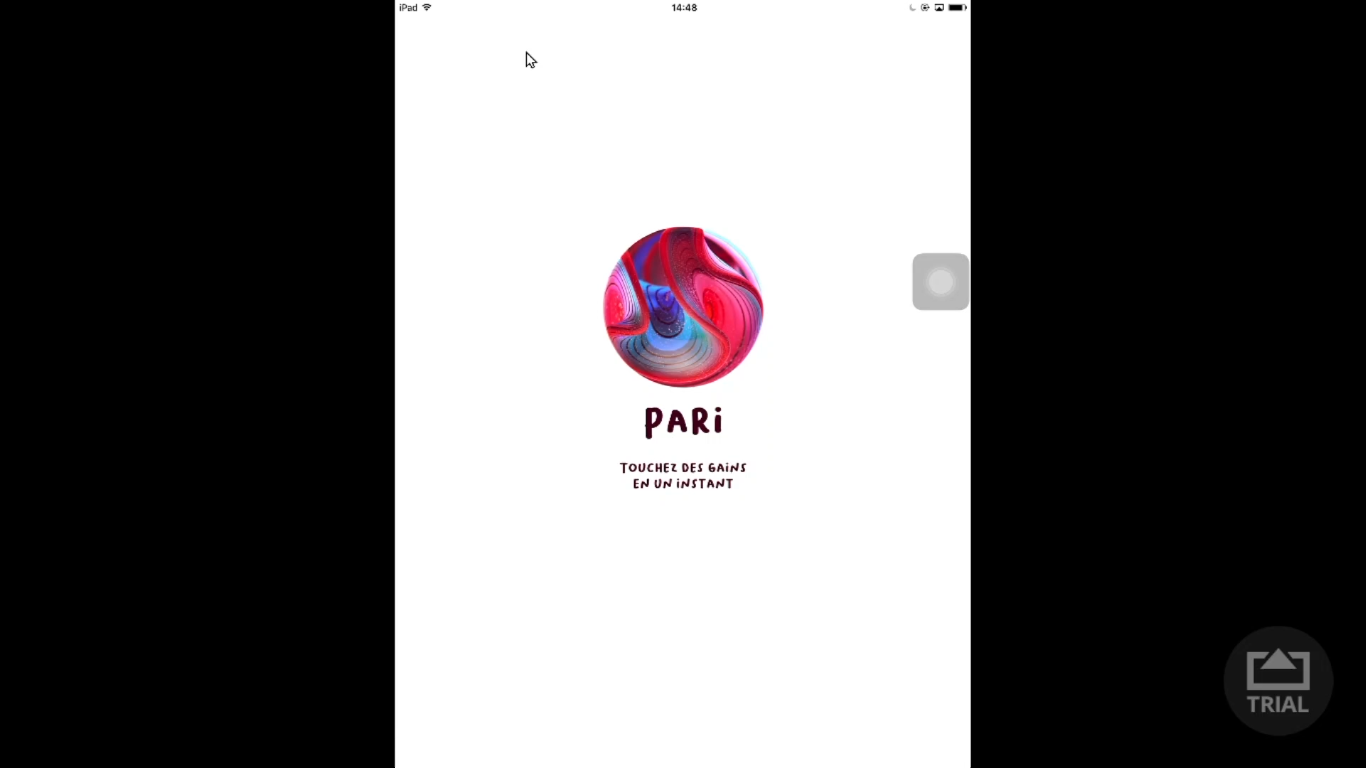 iPad 14:48
PARi
TOUCHEZ DES GAiNS
EN UN iNSTANT
TRIAL